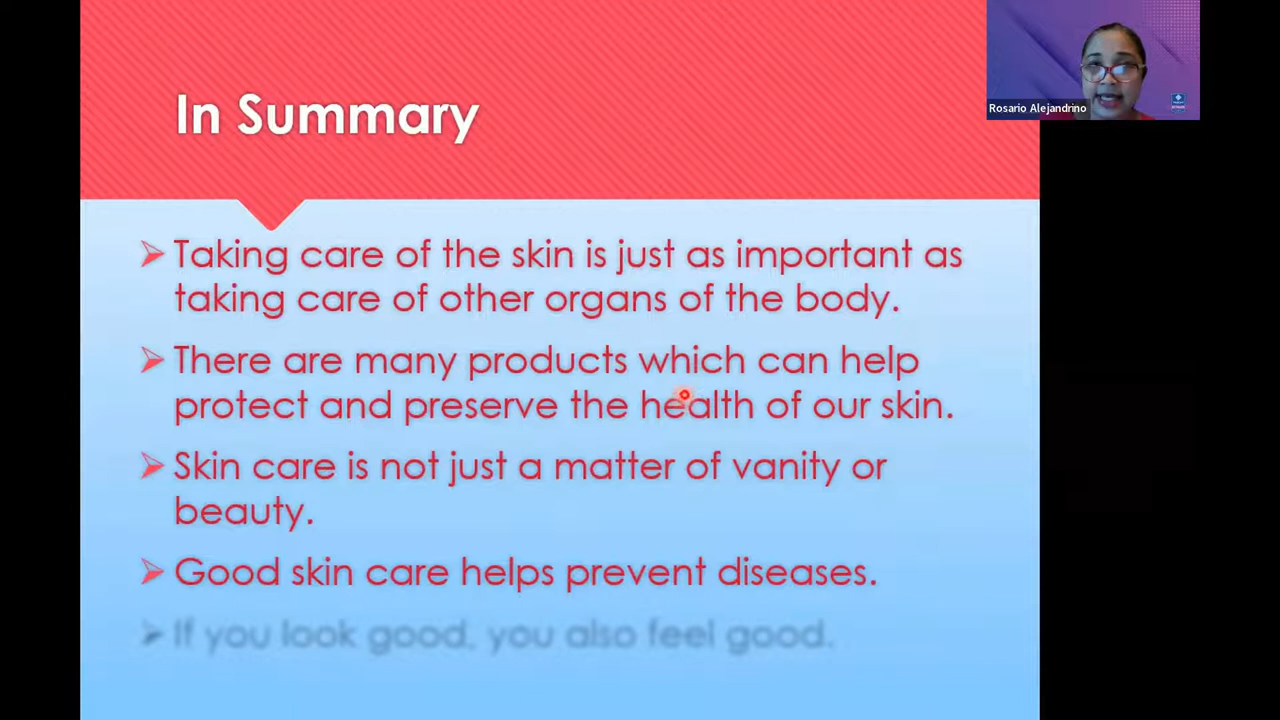 In Summary
Rosario Alejandrino
➢ Taking care of the skin is just as important as
taking care of other organs of the body.
➢ There are many products which can help
protect and preserve the health of our skin.
➢ Skin care is not just a matter of vanity or
beauty.
➢ Good skin care helps prevent diseases.
➢ If you look good, you also feel good.